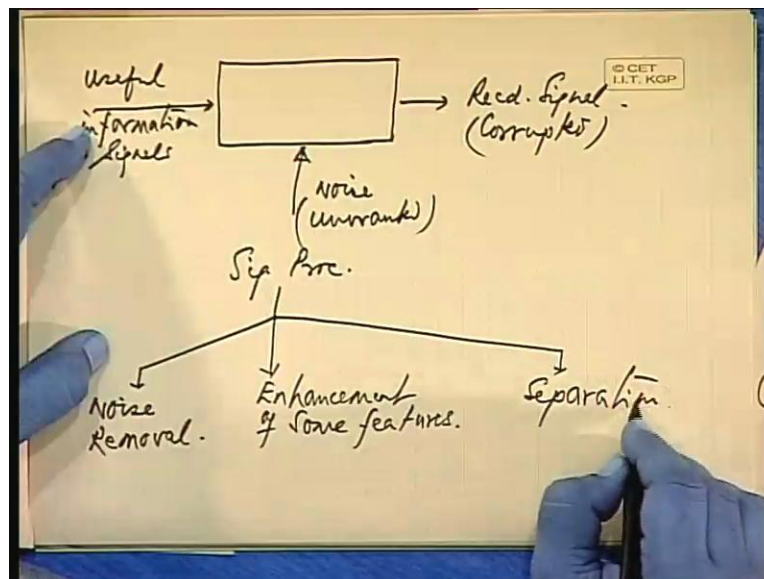 Useful
information
Signals
© CET
I.I.T. KGP
Recd. Signal.
(Corrupted)
Noise
(Unwanted)
Sig Proc.
Noise
Removal.
Enhancement
of Some features.
Separation